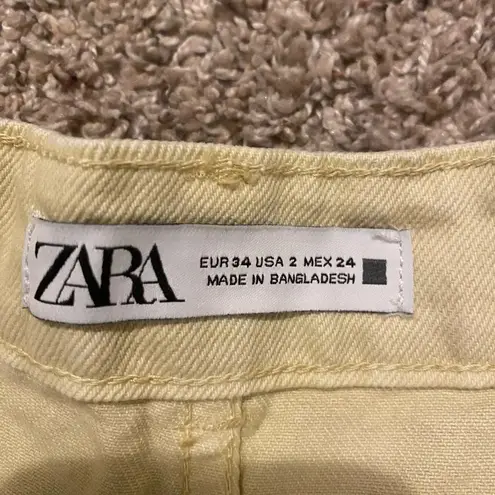 ZARA
EUR 34 USA 2 MEX 24
MADE IN BANGLADESH